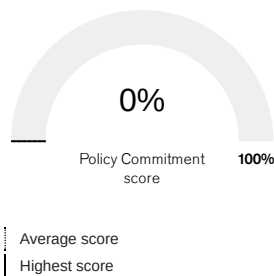 0%
Policy Commitment 100%
score
Average score
Highest score